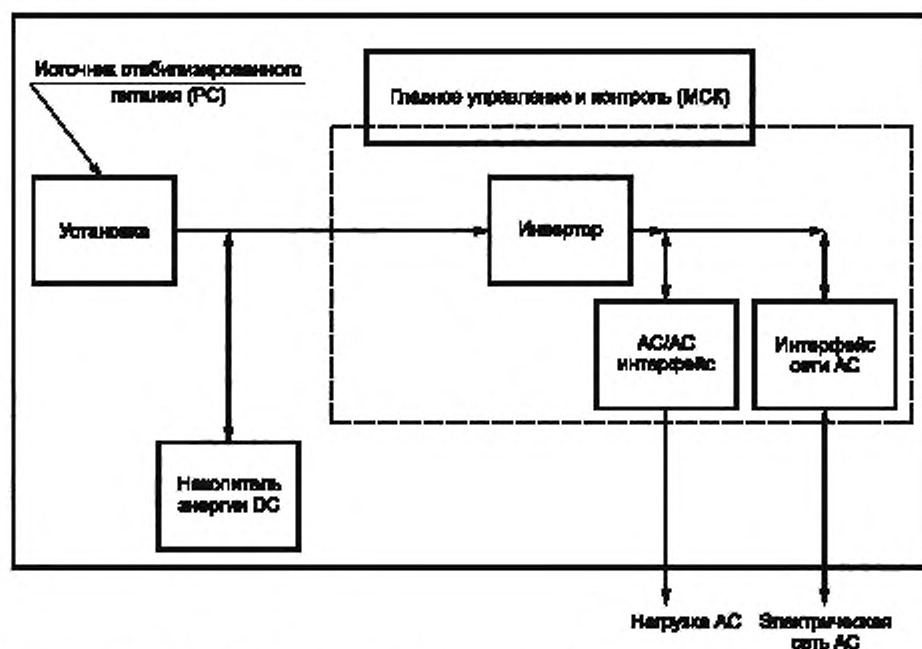 Источник стабилизированного
питания (PC)
Главное управление и контроль (МСК)
Установка
Инвертор
AC/AC
интерфейс
Интерфейс
сети AC
Накопитель
энергии DC
Нагрузка AC
Электрическая
сеть AC